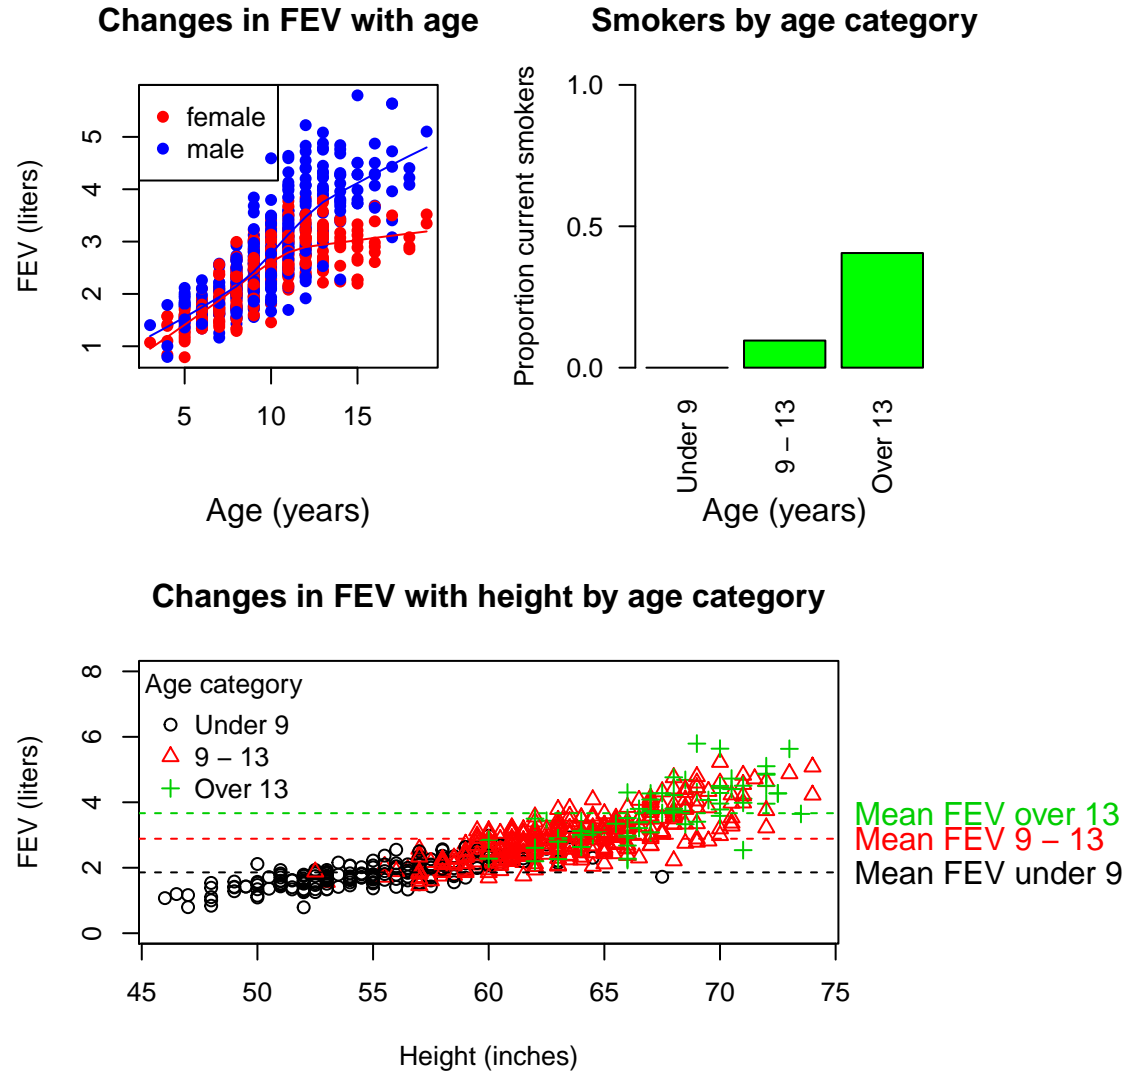 Changes in FEV with age
female
male
FEV (liters)
5
4
3
2
1
5 10 15
Age (years)
Smokers by age category
Proportion current smokers
1.0
0.5
0.0
Under 9
9 – 13
Over 13
Age (years)
Changes in FEV with height by age category
Age category
Under 9
9 – 13
Over 13
FEV (liters)
8
6
4
2
0
Mean FEV over 13
Mean FEV 9 – 13
Mean FEV under 9
45 50 55 60 65 70 75
Height (inches)